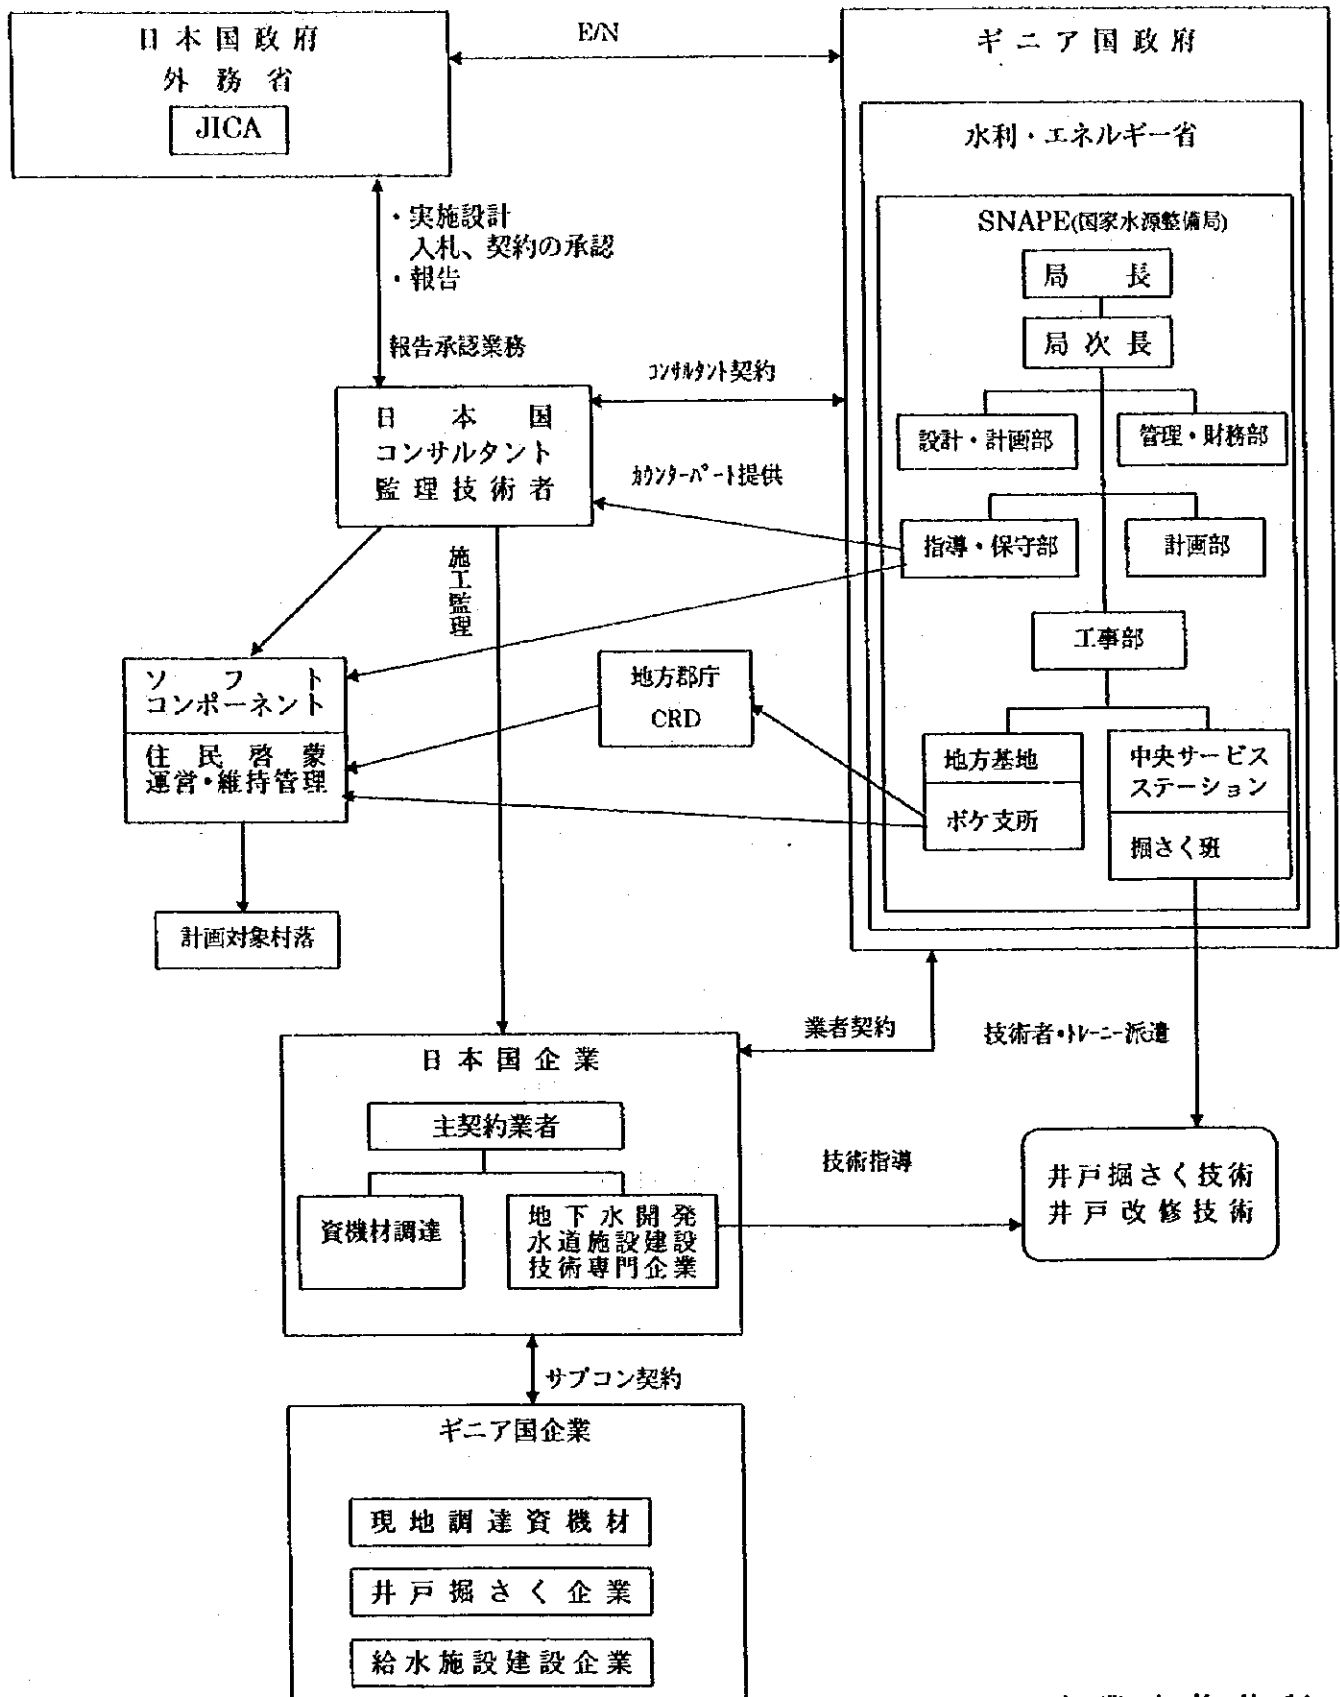 日本国政府
外務省
JICA
E/N
ギニア国政府
水利・エネルギー省
SNAPE(国家水源整備局)
局長
局次長
設計・計画部
管理・財務部
指導・保守部
計画部
工事部
地方基地
ボケ支所
中央サービス
ステーション
掘さく班
・実施設計
入札、契約の承認
・報告
報告承認業務
コンサルタント契約
日本国
コンサルタント
監理技術者
カウンターパート提供
施工監理
ソフト
コンポーネント
住民啓蒙
運営・維持管理
地方郡庁
CRD
計画対象村落
業者契約
技術者・トレーニー派遣
日本国企業
主契約業者
資機材調達
地下水開発
水道施設建設
技術専門企業
技術指導
井戸掘さく技術
井戸改修技術
サブコン契約
ギニア国企業
現地調達資機材
井戸掘さく企業
給水施設建設企業